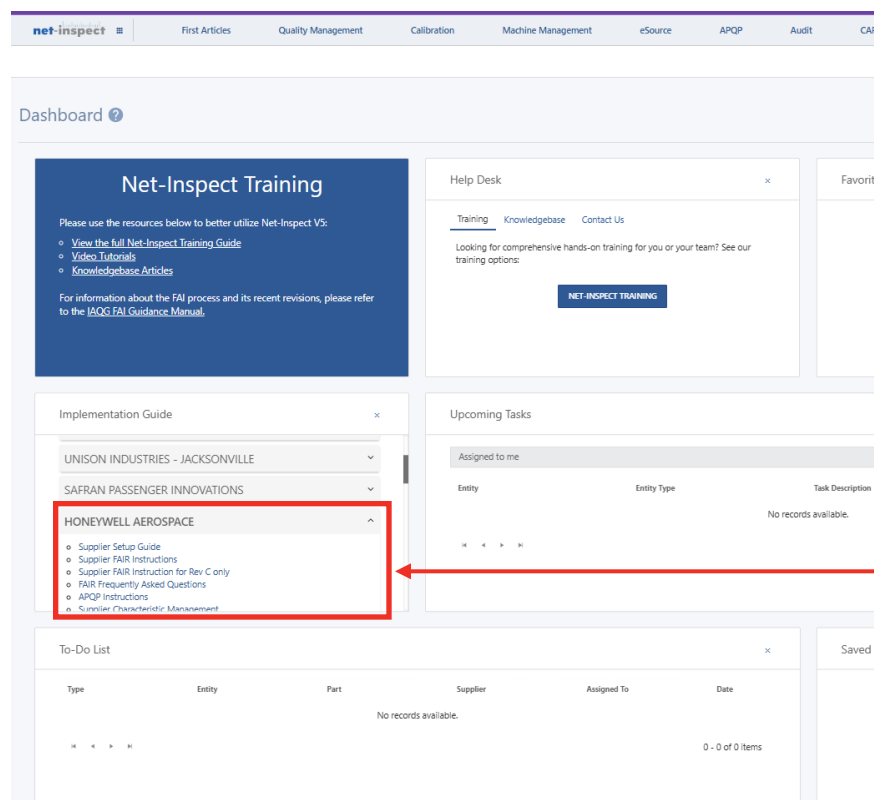 net-inspect First Articles Quality Management Calibration Machine Management eSource APQP Audit
Dashboard ?
Net-Inspect Training
Please use the resources below to better utilize Net-Inspect V5:
View the full Net-Inspect Training Guide
Video Tutorials
Knowledgebase Articles
For information about the FAI process and its recent revisions, please refer
to the IAQG FAI Guidance Manual.
Help Desk ×
Training Knowledgebase Contact Us
Looking for comprehensive hands-on training for you or your team? See our
training options:
NET-INSPECT TRAINING
Favorit
Implementation Guide ×
UNISON INDUSTRIES - JACKSONVILLE
SAFRAN PASSENGER INNOVATIONS
HONEYWELL AEROSPACE
Supplier Setup Guide
Supplier FAIR Instructions
Supplier FAIR Instruction for Rev C only
FAIR Frequently Asked Questions
APQP Instructions
Supplier Characteristic Management
Upcoming Tasks
Assigned to me
Entity Entity Type Task Description
No records available.
To-Do List ×
Type Entity Part Supplier Assigned To Date
No records available.
0 - 0 of 0 items
Saved